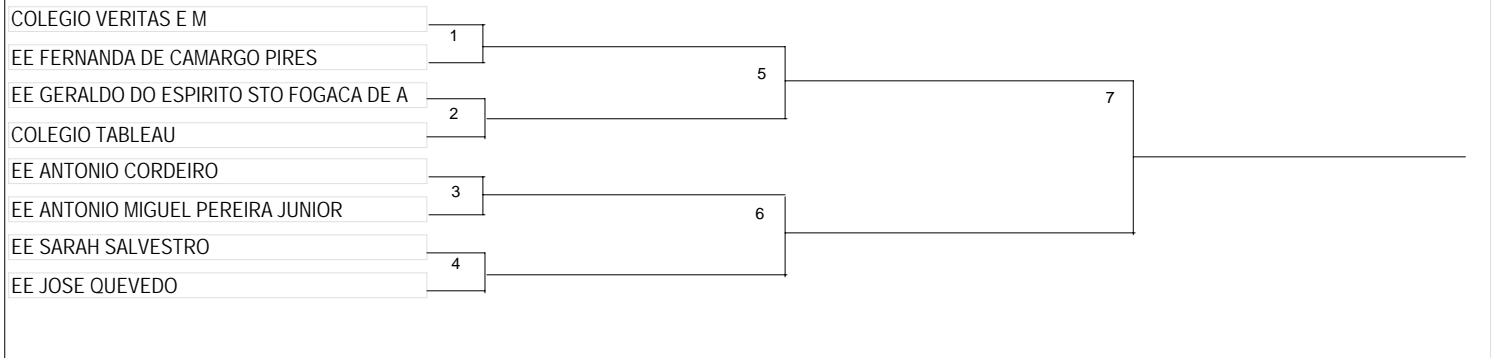 COLEGIO VERITAS E M
1
EE FERNANDA DE CAMARGO PIRES
5
EE GERALDO DO ESPIRITO STO FOGACA DE A
7
2
COLEGIO TABLEAU
EE ANTONIO CORDEIRO
3
EE ANTONIO MIGUEL PEREIRA JUNIOR
6
EE SARAH SALVESTRO
4
EE JOSE QUEVEDO